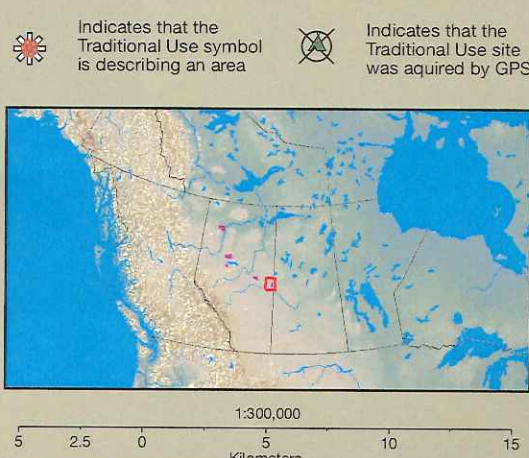 Indicates that the
Traditional Use symbol
is describing an area
Indicates that the
Traditional Use site
was aquired by GPS
1:300,000
5 2.5 0 5 10 15
Kilometers